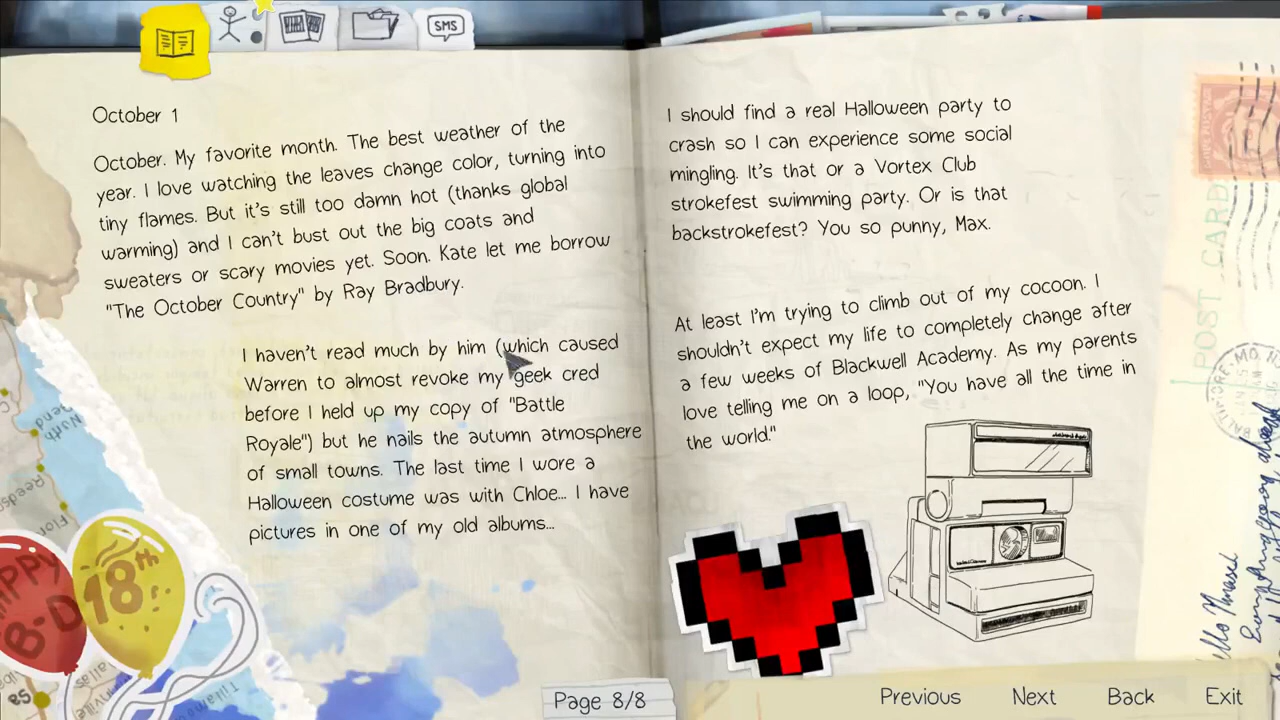 SMS
October 1
October. My favorite month. The best weather of the
year. I love watching the leaves change color, turning into
tiny flames. But it's still too damn hot (thanks global
warming) and I can't bust out the big coats and
sweaters or scary movies yet. Soon. Kate let me borrow
"The October Country" by Ray Bradbury.
I haven't read much by him (which caused
Warren to almost revoke my geek cred
before I held up my copy of "Battle
Royale") but he nails the autumn atmosphere
of small towns. The last time I wore a
Halloween costume was with Chloe... I have
pictures in one of my old albums...
I should find a real Halloween party to
crash so I can experience some social
mingling. It's that or a Vortex Club
strokefest swimming party. Or is that
backstrokefest? You so punny, Max.
At least I'm trying to climb out of my cocoon. I
shouldn't expect my life to completely change after
a few weeks of Blackwell Academy. As my parents
love telling me on a loop, "You have all the time in
the world."
18th
B-D
POST CARD
North
Bend
Page 8/8
Previous
Next
Back
Exit